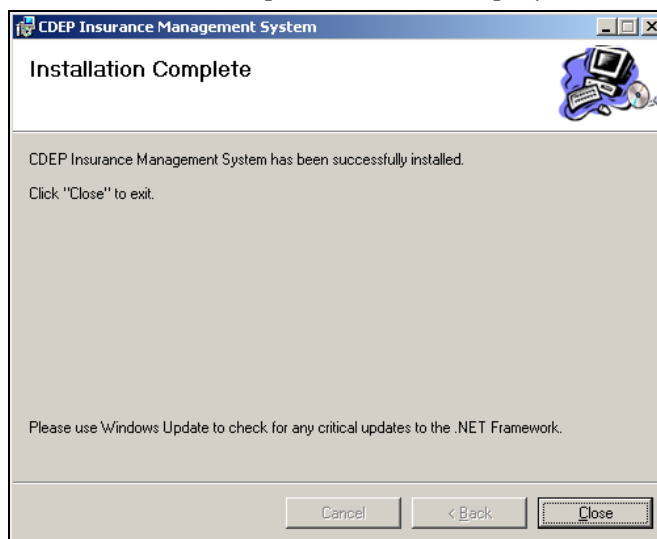 CDEP Insurance Management System
Installation Complete
CDEP Insurance Management System has been successfully installed.
Click "Close" to exit.
Please use Windows Update to check for any critical updates to the .NET Framework.
Cancel
< Back
Close